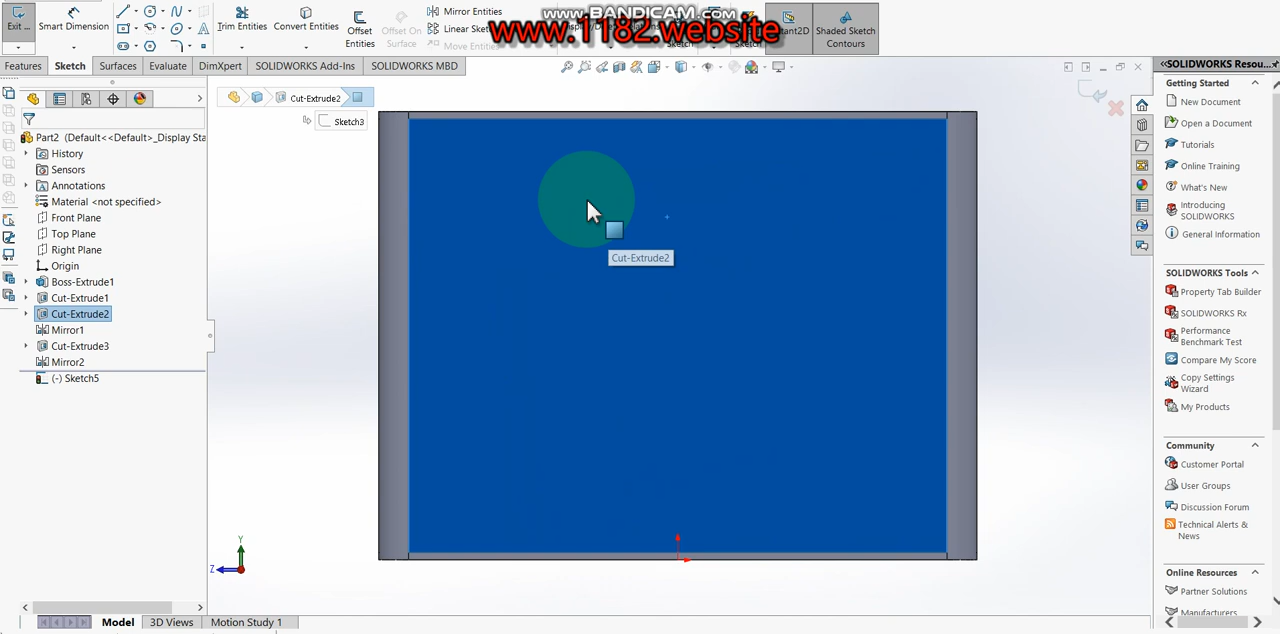 www.BANDICAM.com
www.1182.website
Exit ...
Smart Dimension
Trim Entities
Convert Entities
Offset
Entities
Offset On
Surface
Mirror Entities
Linear Sketch
Move Entities
Sketch
Sketch
Instant2D
Shaded Sketch
Contours
Features
Sketch
Surfaces
Evaluate
DimXpert
SOLIDWORKS Add-Ins
SOLIDWORKS MBD
Cut-Extrude2
Sketch3
Part2 (Default<<Default>_Display Sta
History
Sensors
Annotations
Material <not specified>
Front Plane
Top Plane
Right Plane
Origin
Boss-Extrude1
Cut-Extrude1
Cut-Extrude2
Mirror1
Cut-Extrude3
Mirror2
(-) Sketch5
Cut-Extrude2
Y
Z
Model
3D Views
Motion Study 1
SOLIDWORKS Resou...
Getting Started
New Document
Open a Document
Tutorials
Online Training
What's New
Introducing
SOLIDWORKS
General Information
SOLIDWORKS Tools
Property Tab Builder
SOLIDWORKS Rx
Performance
Benchmark Test
Compare My Score
Copy Settings
Wizard
My Products
Community
Customer Portal
User Groups
Discussion Forum
Technical Alerts &
News
Online Resources
Partner Solutions
Manufacturers